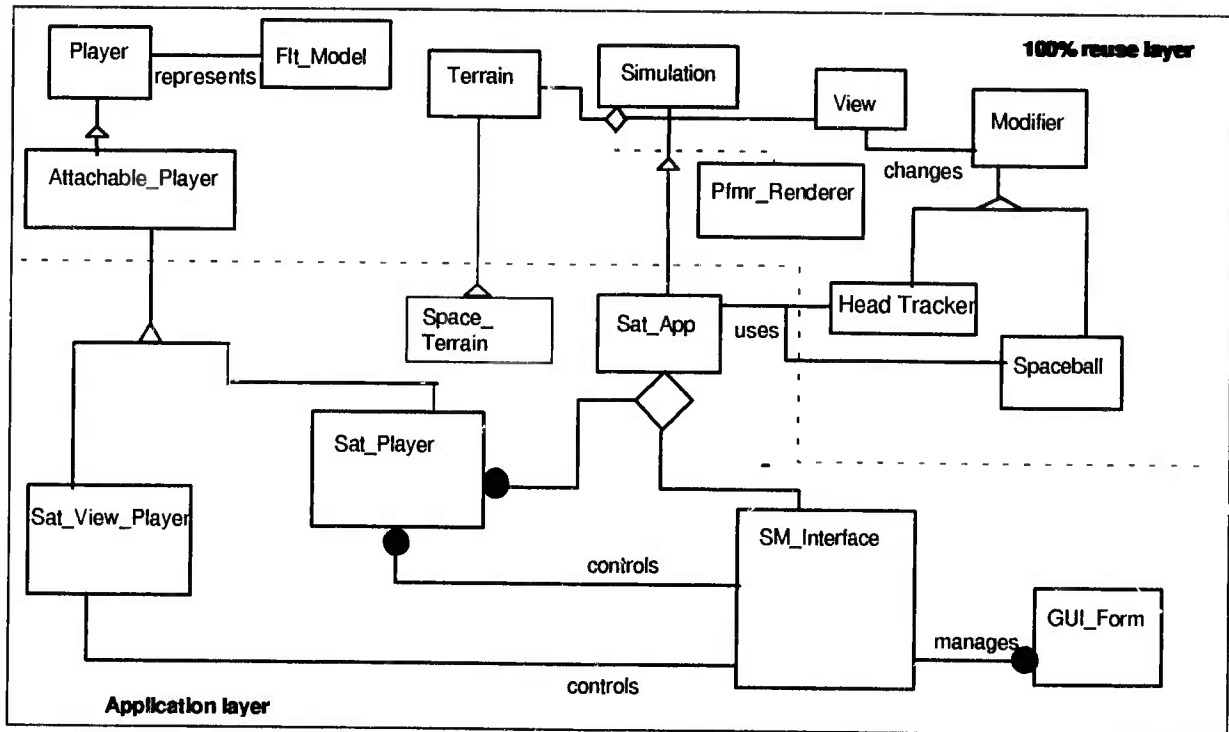 100% reuse layer
Player
represents
Flt_Model
Terrain
Simulation
View
Modifier
changes
Attachable_Player
Pfmr_Renderer
Space_
Terrain
Sat_App
uses
Head Tracker
Spaceball
Sat_Player
Sat_View_Player
SM_Interface
controls
GUI_Form
manages
controls
Application layer